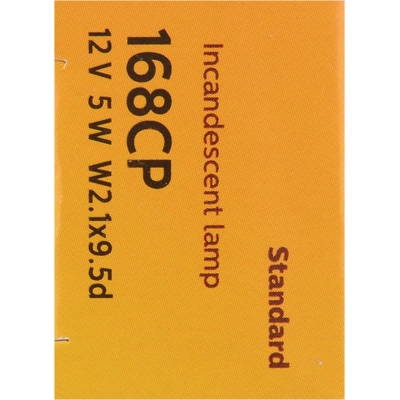 Standard
Incandescent lamp
168CP
12 V 5 W W2.1x9.5d